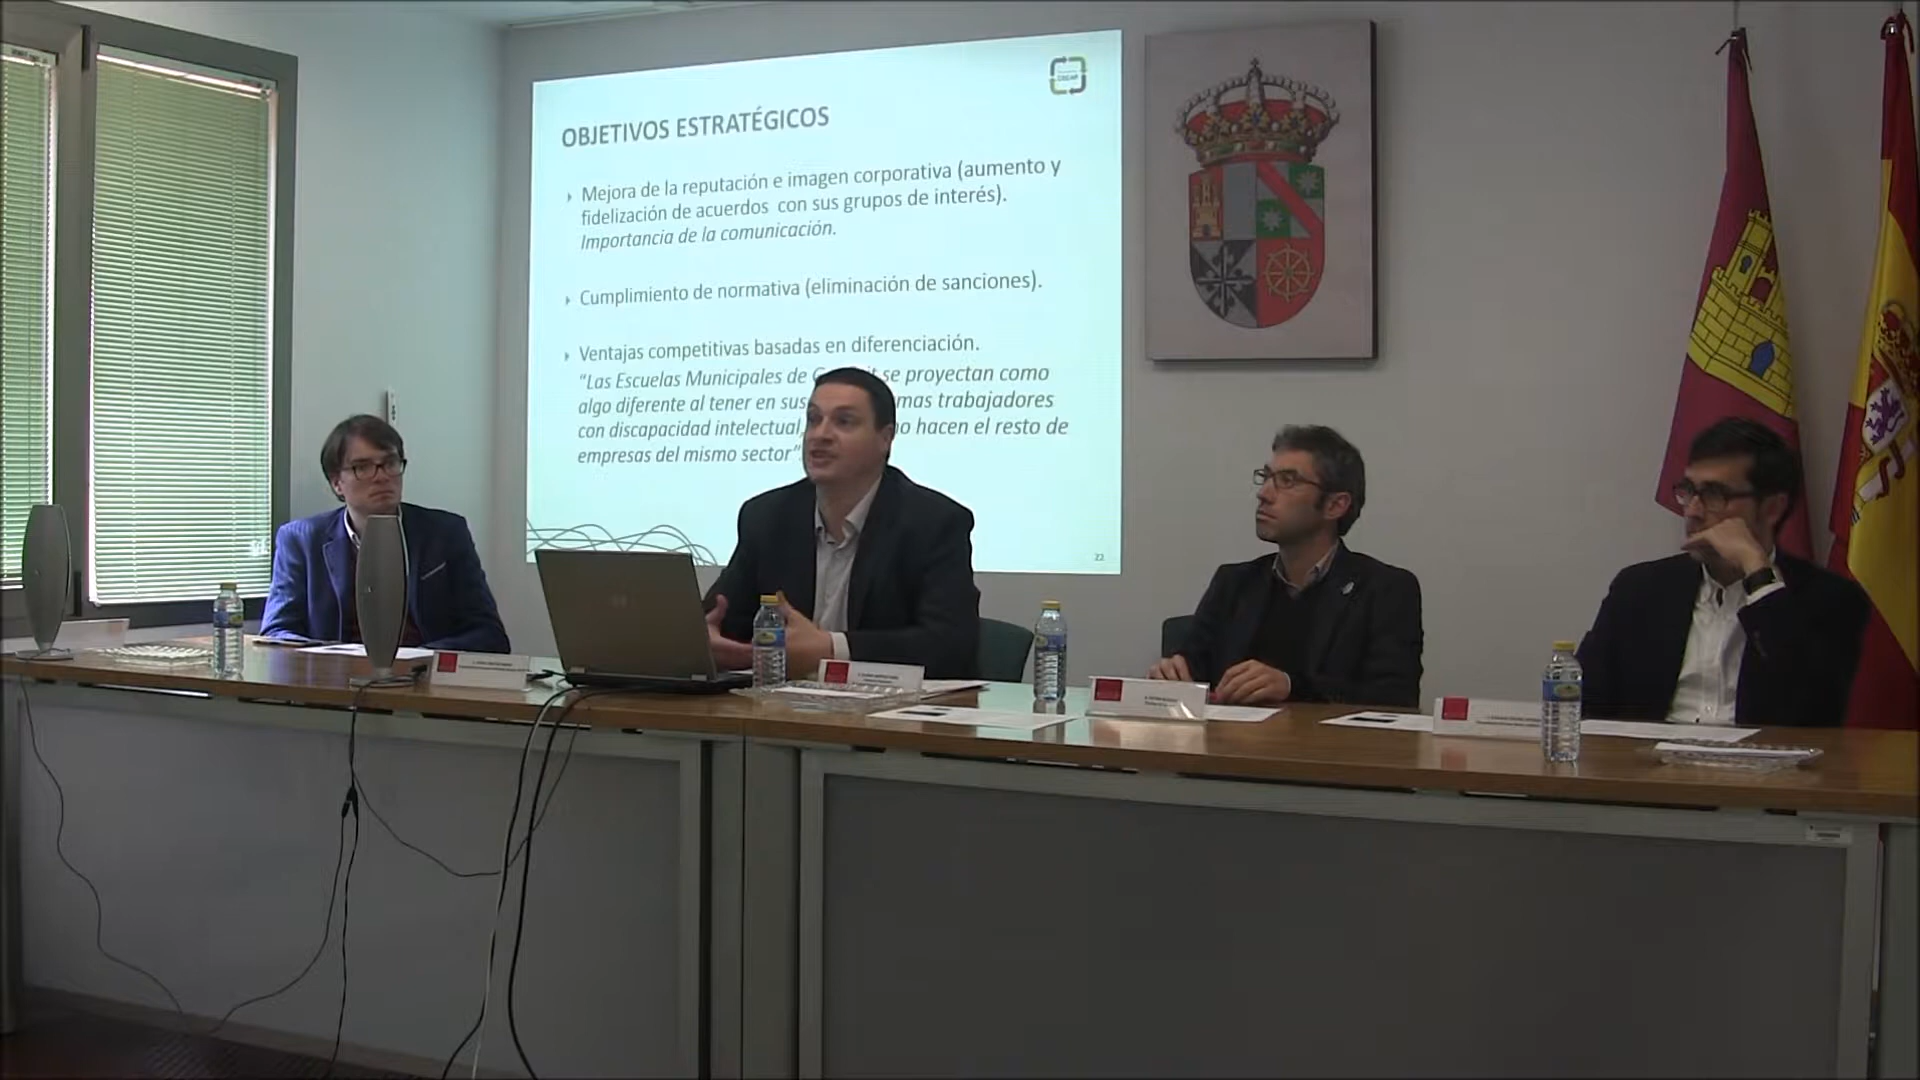 OBJETIVOS ESTRATÉGICOS
Mejora de la reputación e imagen corporativa (aumento y
fidelización de acuerdos con sus grupos de interés).
Importancia de la comunicación.
Cumplimiento de normativa (eliminación de sanciones).
Ventajas competitivas basadas en diferenciación.
“Las Escuelas Municipales de se proyectan como
algo diferente al tener en sus trabajadores
con discapacidad intelectual, no hacen el resto de
empresas del mismo sector”
22